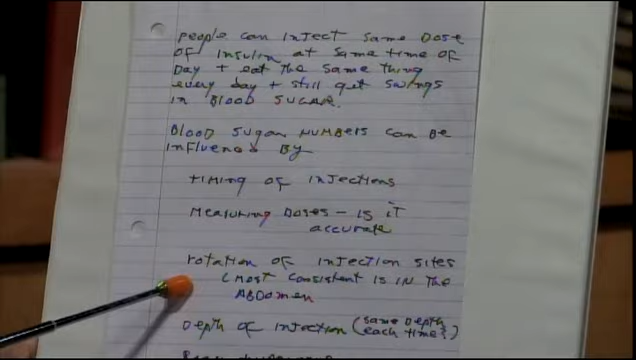 people can inject same dose
of insulin at same time of
day + eat the same thing
every day + still get swings
in Blood Sugar.
Blood sugar numbers can be
influenced by
timing of injections
measuring doses - is it
accurate
rotation of injection sites
(most consistent is in the
Abdomen
Depth of injection (same depth
each time?)